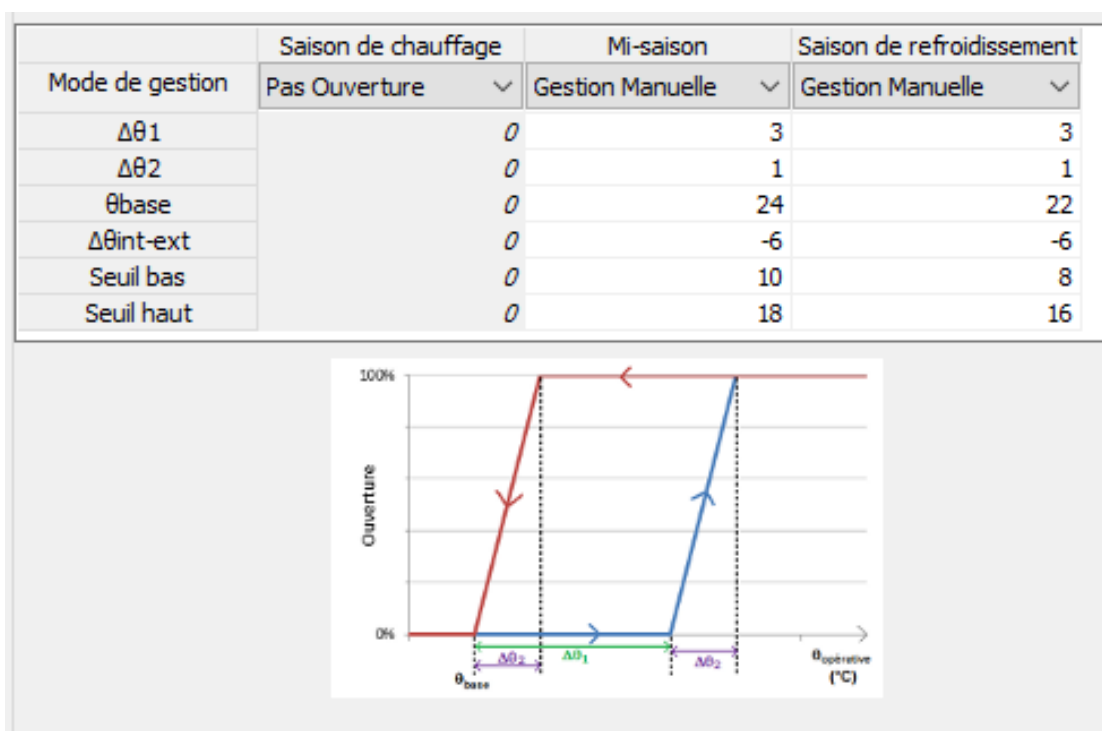 Saison de chauffage Mi-saison Saison de refroidissement
Mode de gestion Pas Ouverture Gestion Manuelle Gestion Manuelle
Δθ1 0 3 3
Δθ2 0 1 1
θbase 0 24 22
Δθint-ext 0 -6 -6
Seuil bas 0 10 8
Seuil haut 0 18 16
100%
Ouverture
0%
Δθ2 Δθ1 Δθ2 θopérative
θbase (°C)